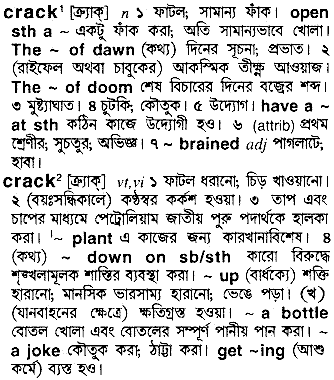 crack¹ [ক্র্যাক্] n ১ ফাটল; সামান্য ফাঁক। open
sth a ~ একটু ফাঁক করা; অতি সামান্যভাবে খোলা।
The ~ of dawn (কথ্য) দিনের সূচনা; প্রভাত। ২
(রাইফেল অথবা চাবুকের) আকস্মিক তীক্ষ্ণ আওয়াজ।
The ~ of doom শেষ বিচারের দিনের বজ্রের শব্দ।
৩ মুষ্ট্যাঘাত। ৪ চুটকি, কৌতুক। ৫ উদ্যোগ। have a ~
at sth কঠিন কাজে উদ্যোগী হও। ৬ (attrib) প্রথম
শ্রেণীর; সুচতুর; অভিজ্ঞ। ৭ ~ brained adj পাগলাটে;
হাবা।
crack² [ক্র্যাক্] vt,vi ১ ফাটল ধরানো; চিড় খাওয়ানো।
২ (বয়ঃসন্ধিকালে) কণ্ঠস্বর কর্কশ হওয়া। ৩ তাপ এবং
চাপের মাধ্যমে পেট্রোলিয়াম জাতীয় পুরু পদার্থকে হালকা
করা। ¹~ plant এ কাজের জন্য কারখানাবিশেষ। ৪
(কথ্য) ~ down on sb/sth কারো বিরুদ্ধে
শৃঙ্খলামূলক শাস্তির ব্যবস্থা করা। ~ up (বার্ধক্যে) শক্তি
হারানো; মানসিক ভারসাম্য হারানো; ভেঙে পড়া। (খ)
(যানবাহনের ক্ষেত্রে) ক্ষতিগ্রস্ত হওয়া। ~ a bottle
বোতল খোলা এবং বোতলের সম্পূর্ণ পানীয় পান করা। ~
a joke কৌতুক করা; ঠাট্টা করা। get ~ing (আশু
কর্মে) ব্যস্ত হও।